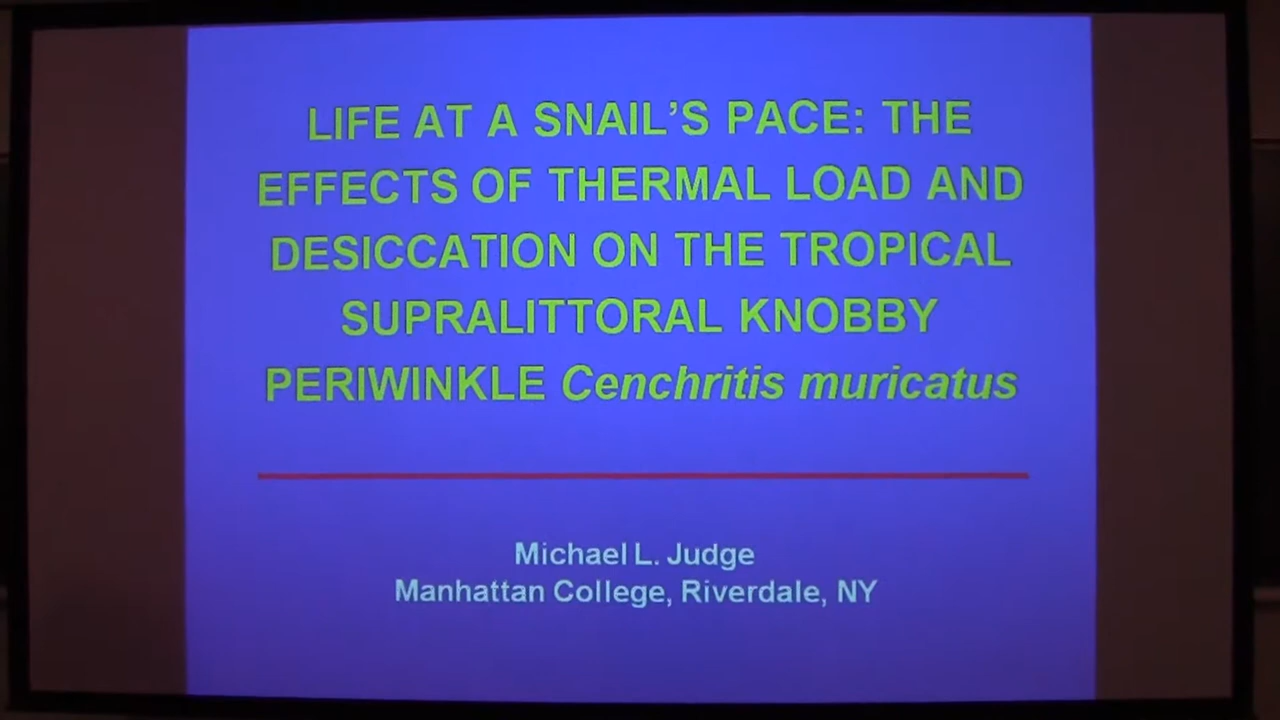 LIFE AT A SNAIL’S PACE: THE
EFFECTS OF THERMAL LOAD AND
DESICCATION ON THE TROPICAL
SUPRALITTORAL KNOBBY
PERIWINKLE Cenchritis muricatus
Michael L. Judge
Manhattan College, Riverdale, NY